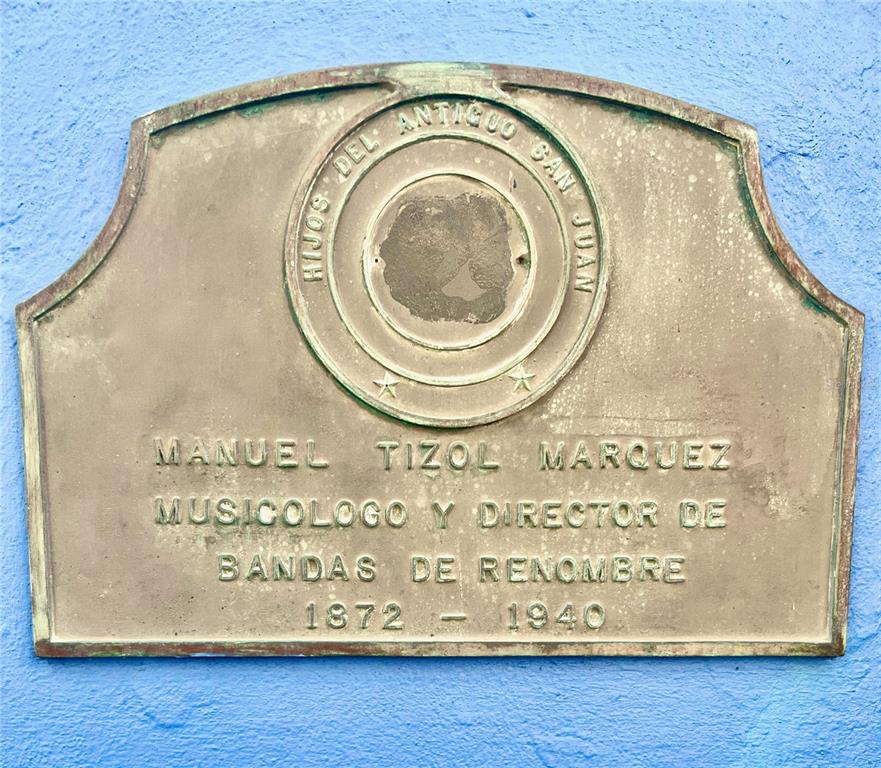 HIJOS DEL ANTIGUO SAN JUAN
MANUEL TIZOL MARQUEZ
MUSICOLOGO Y DIRECTOR DE
BANDAS DE RENOMBRE
1872 - 1940